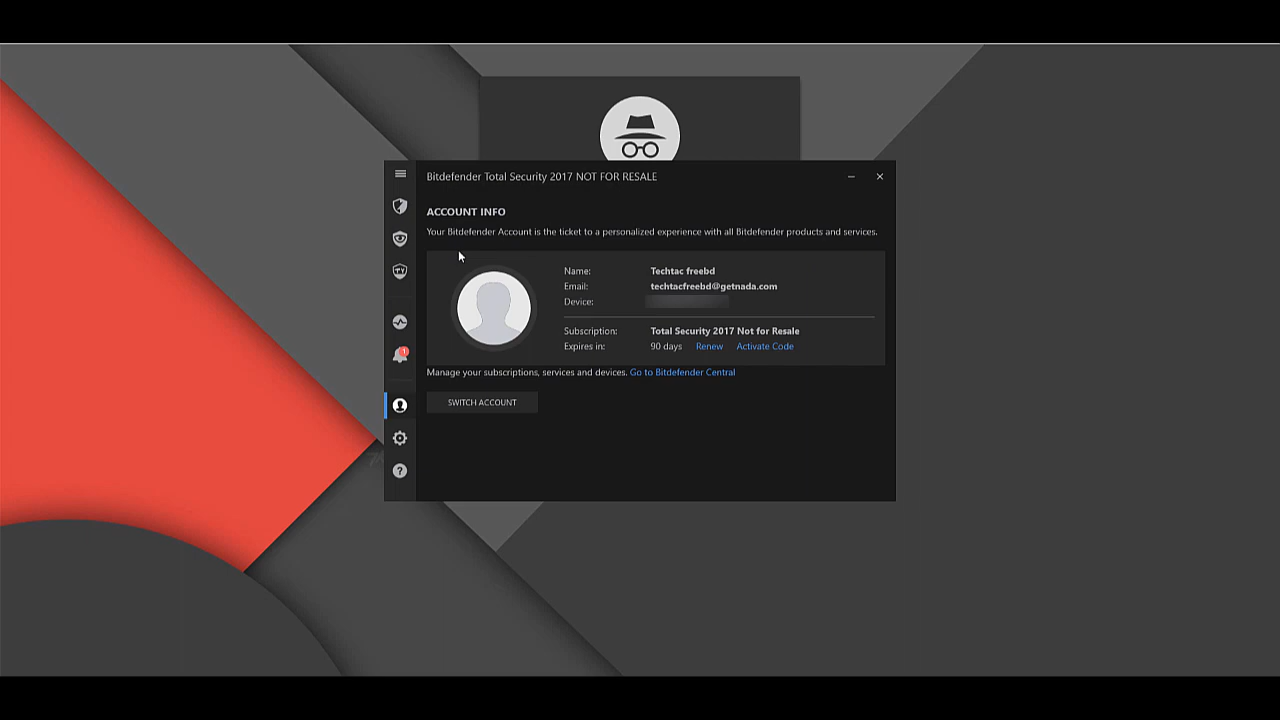 Bitdefender Total Security 2017 NOT FOR RESALE
ACCOUNT INFO
Your Bitdefender Account is the ticket to a personalized experience with all Bitdefender products and services.
Name: Techtac freebd
Email: techtacfreebd@getnada.com
Device:
Subscription: Total Security 2017 Not for Resale
Expires in: 90 days Renew Activate Code
Manage your subscriptions, services and devices. Go to Bitdefender Central
SWITCH ACCOUNT